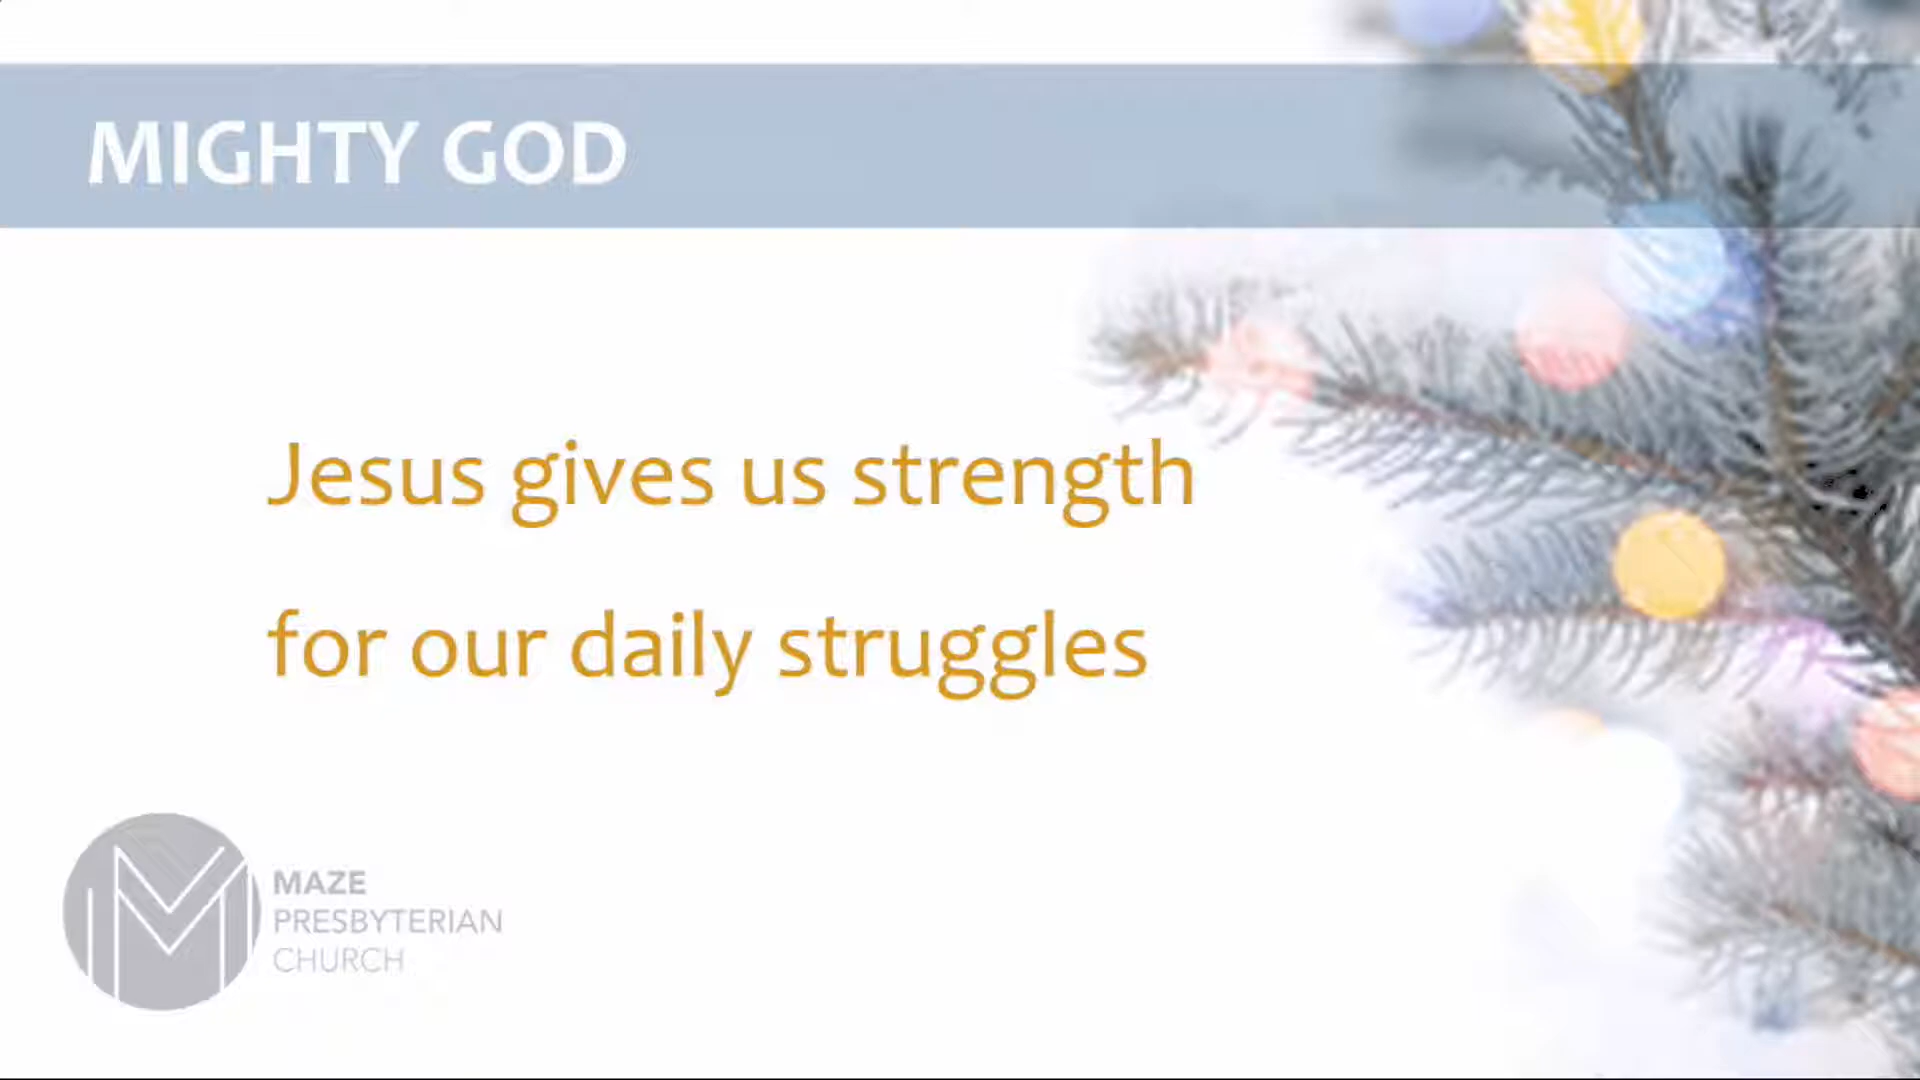 MIGHTY GOD
Jesus gives us strength
for our daily struggles
MAZE
PRESBYTERIAN
CHURCH